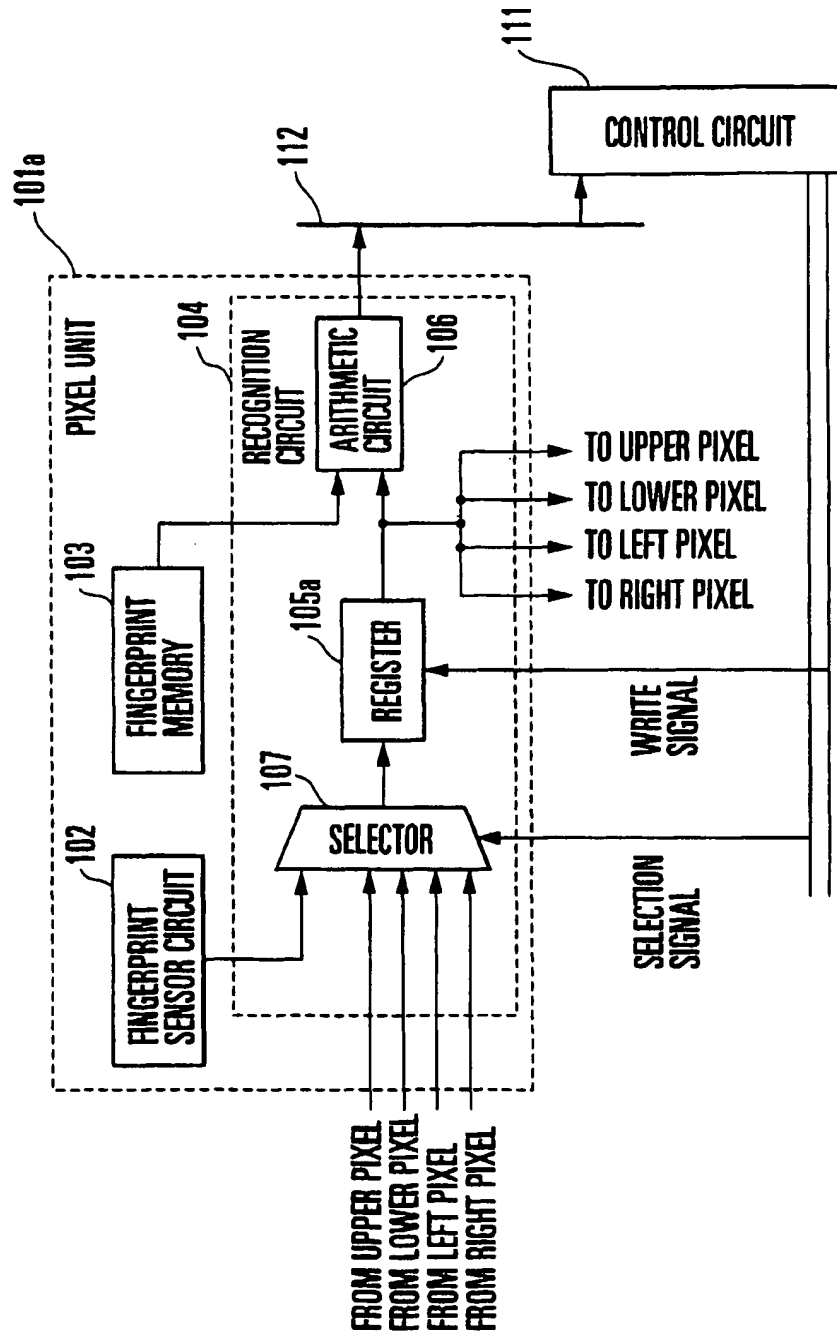 101a
PIXEL UNIT
102
FINGERPRINT
SENSOR CIRCUIT
103
FINGERPRINT
MEMORY
104
RECOGNITION
CIRCUIT
107
SELECTOR
105a
REGISTER
ARITHMETIC
CIRCUIT
106
112
FROM UPPER PIXEL
FROM LOWER PIXEL
FROM LEFT PIXEL
FROM RIGHT PIXEL
TO UPPER PIXEL
TO LOWER PIXEL
TO LEFT PIXEL
TO RIGHT PIXEL
SELECTION
SIGNAL
WRITE
SIGNAL
CONTROL CIRCUIT
111